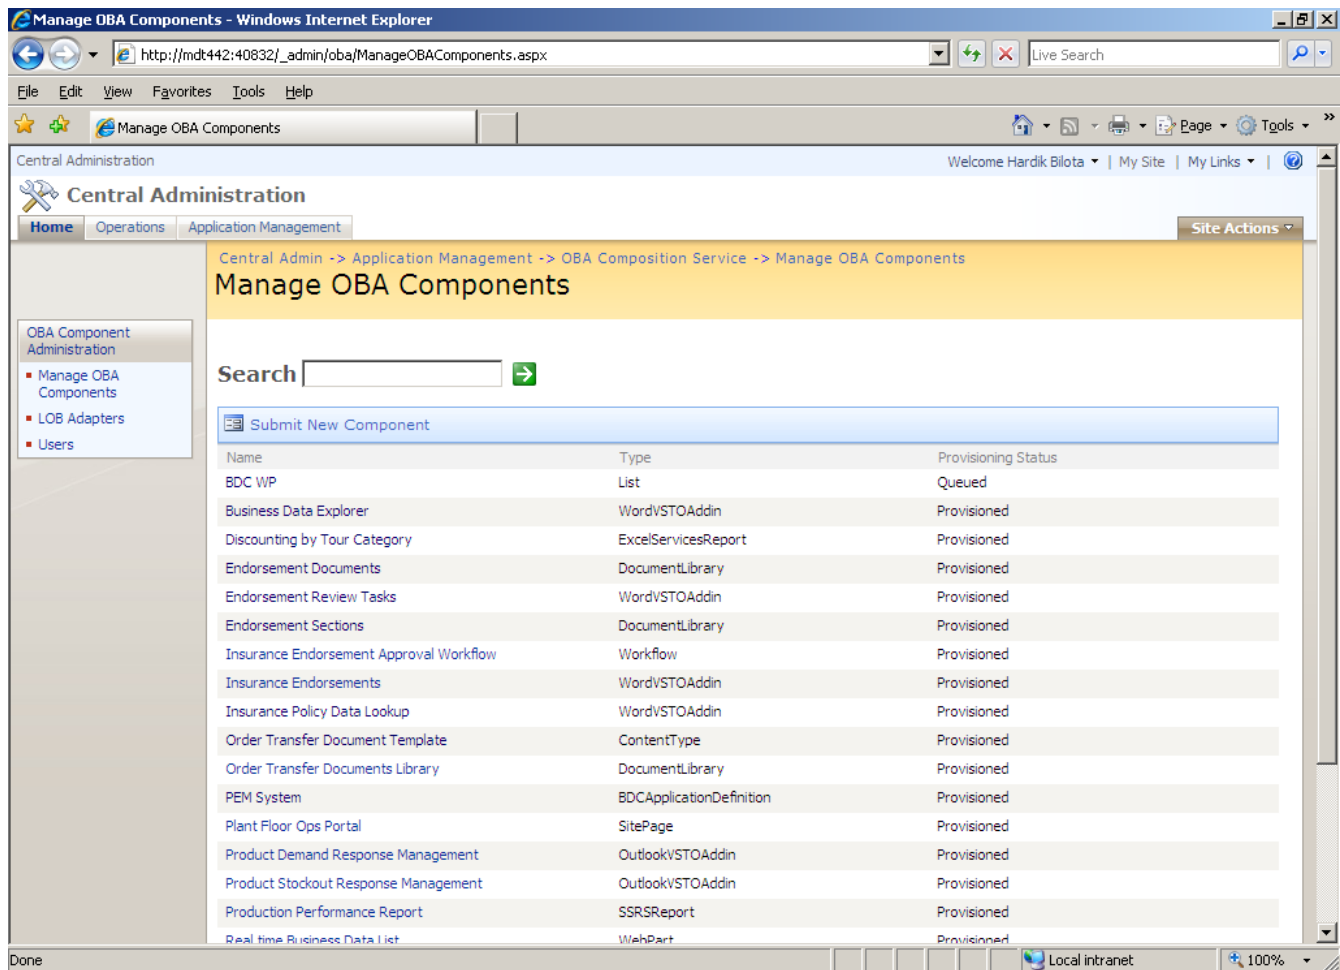 Manage OBA Components - Windows Internet Explorer
http://mdt442:40832/_admin/oba/ManageOBAComponents.aspx
Live Search
File Edit View Favorites Tools Help
Manage OBA Components
Page Tools »
Central Administration
Welcome Hardik Bilota | My Site | My Links |
Central Administration
Home Operations Application Management
Site Actions
Central Admin -> Application Management -> OBA Composition Service -> Manage OBA Components
Manage OBA Components
OBA Component
Administration
Manage OBA
Components
LOB Adapters
Users
Search
Submit New Component
Name Type Provisioning Status
BDC WP List Queued
Business Data Explorer WordVSTOAddin Provisioned
Discounting by Tour Category ExcelServicesReport Provisioned
Endorsement Documents DocumentLibrary Provisioned
Endorsement Review Tasks WordVSTOAddin Provisioned
Endorsement Sections DocumentLibrary Provisioned
Insurance Endorsement Approval Workflow Workflow Provisioned
Insurance Endorsements WordVSTOAddin Provisioned
Insurance Policy Data Lookup WordVSTOAddin Provisioned
Order Transfer Document Template ContentType Provisioned
Order Transfer Documents Library DocumentLibrary Provisioned
PEM System BDCApplicationDefinition Provisioned
Plant Floor Ops Portal SitePage Provisioned
Product Demand Response Management OutlookVSTOAddin Provisioned
Product Stockout Response Management OutlookVSTOAddin Provisioned
Production Performance Report SSRSReport Provisioned
Real time Business Data List WebPart Provisioned
Done
Local intranet
100%